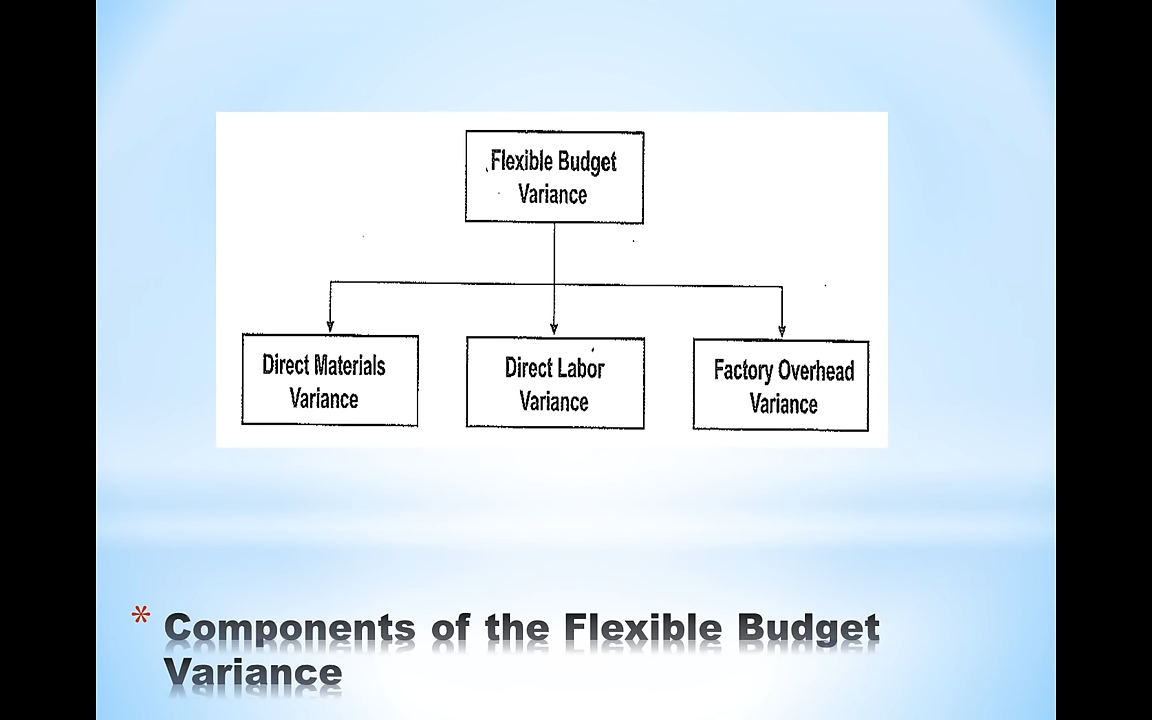 Flexible Budget
Variance
Direct Materials
Variance
Direct Labor
Variance
Factory Overhead
Variance
* Components of the Flexible Budget
Variance